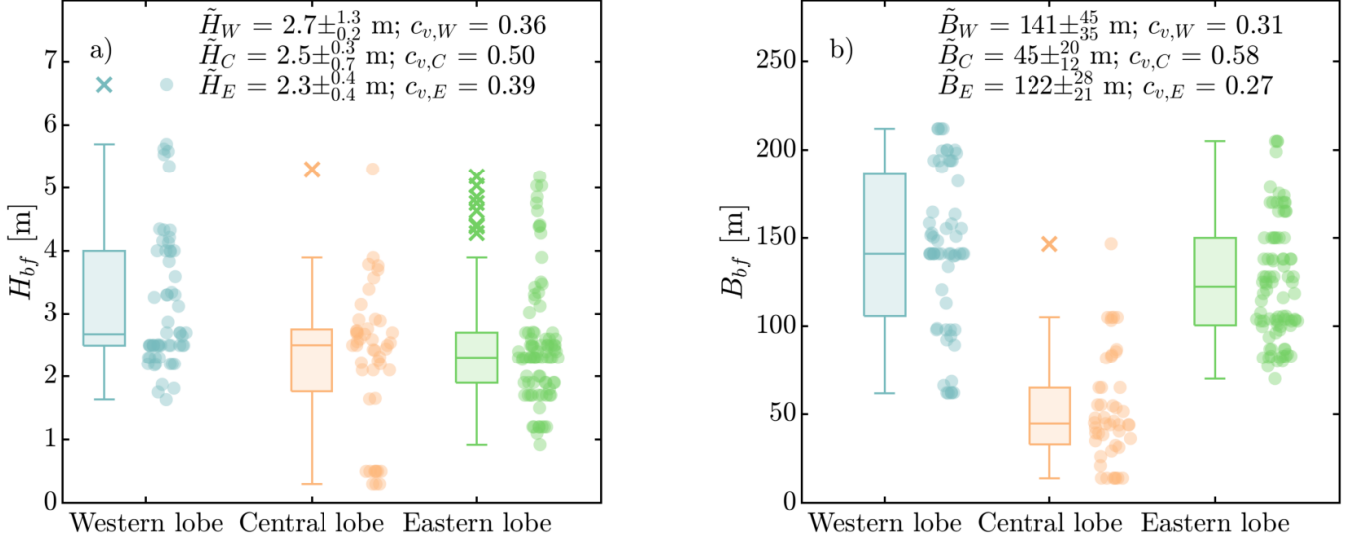 a)
H̃_W = 2.7±^{1.3}_{0.2} m; c_{v,W} = 0.36
H̃_C = 2.5±^{0.3}_{0.7} m; c_{v,C} = 0.50
H̃_E = 2.3±^{0.4}_{0.4} m; c_{v,E} = 0.39
H_{bf} [m]
7
6
5
4
3
2
1
0
Western lobe Central lobe Eastern lobe
b)
B̃_W = 141±^{45}_{35} m; c_{v,W} = 0.31
B̃_C = 45±^{20}_{12} m; c_{v,C} = 0.58
B̃_E = 122±^{28}_{21} m; c_{v,E} = 0.27
B_{bf} [m]
250
200
150
100
50
0
Western lobe Central lobe Eastern lobe